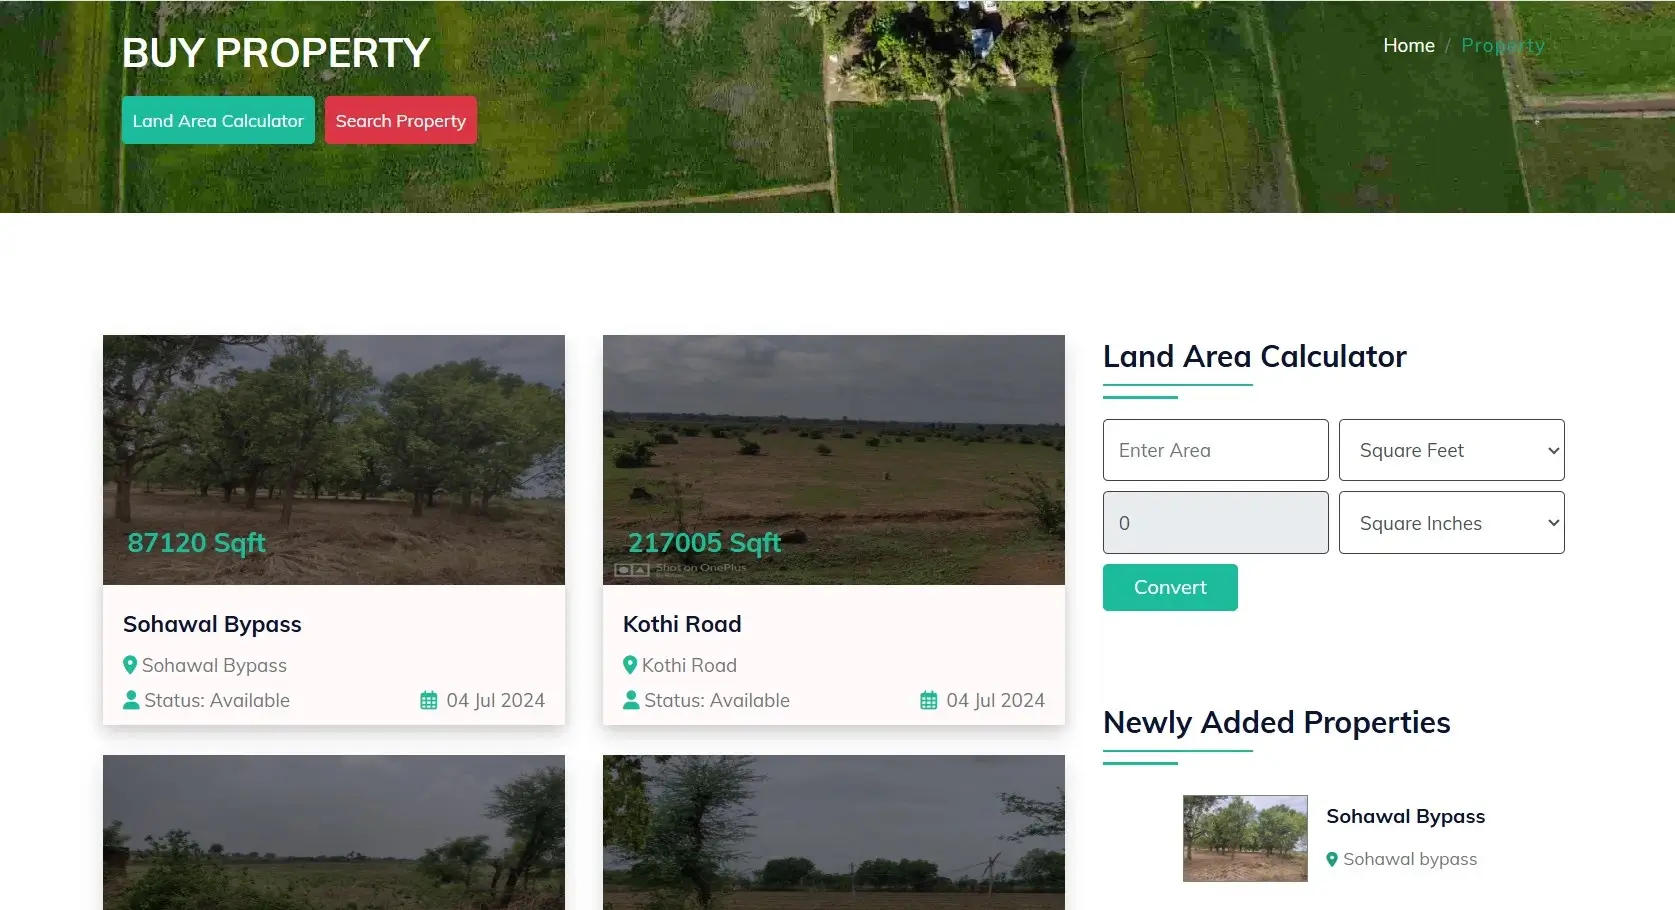 BUY PROPERTY
Home / Property
Land Area Calculator
Search Property
87120 Sqft
Sohawal Bypass
Sohawal Bypass
Status: Available
04 Jul 2024
217005 Sqft
Shot on OnePlus
Kothi Road
Kothi Road
Status: Available
04 Jul 2024
Land Area Calculator
Enter Area
Square Feet
0
Square Inches
Convert
Newly Added Properties
Sohawal Bypass
Sohawal bypass